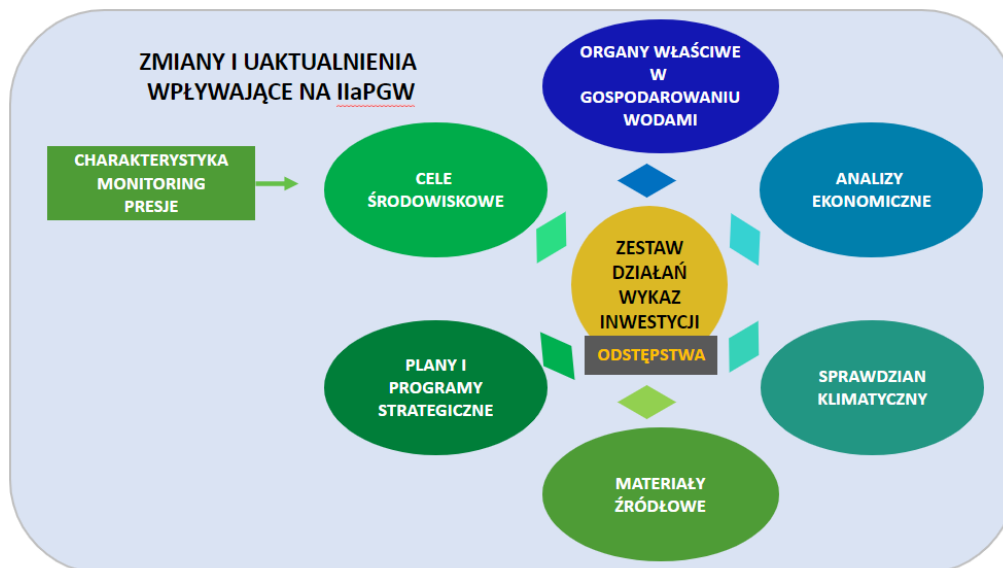 ZMIANY I UAKTUALNIENIA
WPŁYWAJĄCE NA IIaPGW
ORGANY WŁAŚCIWE
W
GOSPODAROWANIU
WODAMI
CHARAKTERYSTYKA
MONITORING
PRESJE
CELE
ŚRODOWISKOWE
ANALIZY
EKONOMICZNE
ZESTAW
DZIAŁAŃ
WYKAZ
INWESTYCJI
ODSTĘPSTWA
PLANY I
PROGRAMY
STRATEGICZNE
SPRAWDZIAN
KLIMATYCZNY
MATERIAŁY
ŹRÓDŁOWE